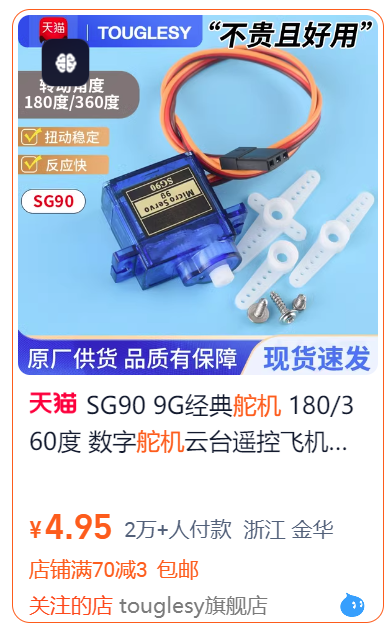 天猫
TOUGLESY
“不贵且好用”
转动角度
180度/360度
扭动稳定
反应快
SG90
Micro Servo
9g
SG90
原厂供货 品质有保障
现货速发
天猫 SG90 9G经典舵机 180/3
60度 数字舵机云台遥控飞机...
¥4.95 2万+人付款 浙江 金华
店铺满70减3 包邮
关注的店 touglesy旗舰店